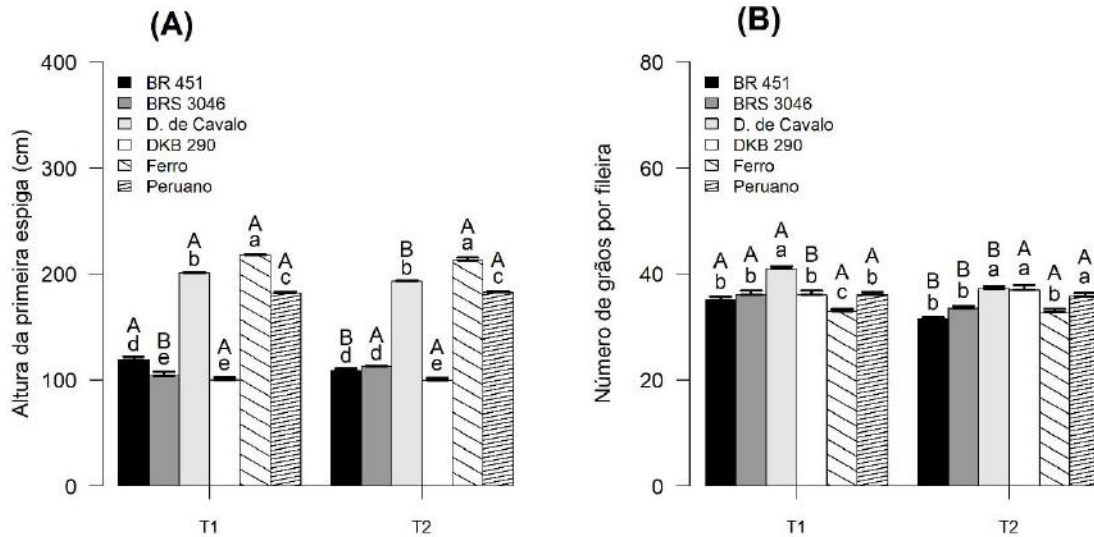 (A)
Altura da primeira espiga (cm)
400
300
200
100
0
BR 451
BRS 3046
D. de Cavalo
DKB 290
Ferro
Peruano
A
d
B
e
A
b
A
e
A
a
A
c
B
d
A
d
B
b
A
e
A
a
A
c
T1
T2
(B)
Número de grãos por fileira
80
60
40
20
0
BR 451
BRS 3046
D. de Cavalo
DKB 290
Ferro
Peruano
A
b
A
b
A
a
B
b
A
c
A
b
B
b
B
b
B
a
A
a
A
b
A
a
T1
T2